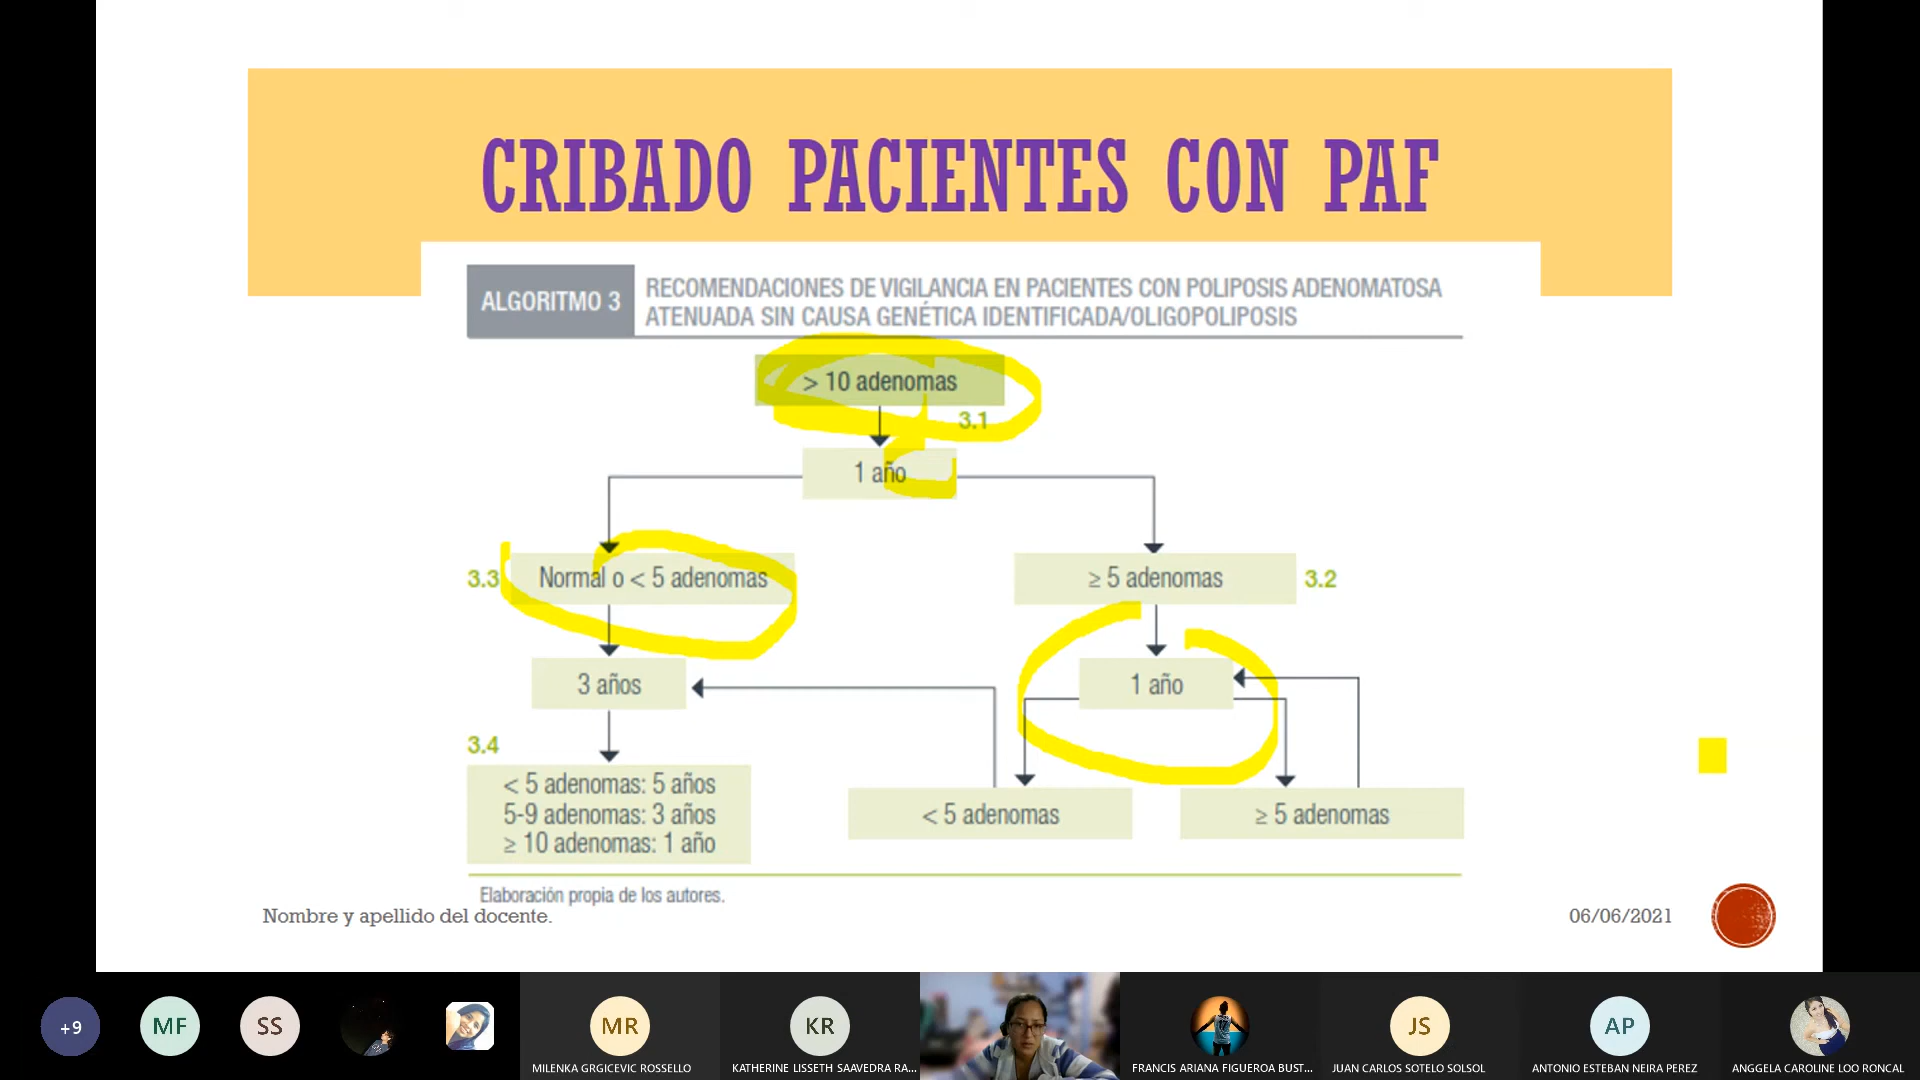 CRIBADO PACIENTES CON PAF
ALGORITMO 3
RECOMENDACIONES DE VIGILANCIA EN PACIENTES CON POLIPOSIS ADENOMATOSA
ATENUADA SIN CAUSA GENÉTICA IDENTIFICADA/OLIGOPOLIPOSIS
> 10 adenomas
3.1
1 año
3.3
Normal o < 5 adenomas
≥ 5 adenomas
3.2
3 años
1 año
3.4
< 5 adenomas: 5 años
5-9 adenomas: 3 años
≥ 10 adenomas: 1 año
< 5 adenomas
≥ 5 adenomas
Elaboración propia de los autores.
Nombre y apellido del docente.
06/06/2021
+9
MF
SS
MR
MILENKA GRGICEVIC ROSSELLO
KR
KATHERINE LISSETH SAAVEDRA RA...
FRANCIS ARIANA FIGUEROA BUST...
JS
JUAN CARLOS SOTELO SOLSOL
AP
ANTONIO ESTEBAN NEIRA PEREZ
ANGGELA CAROLINE LOO RONCAL